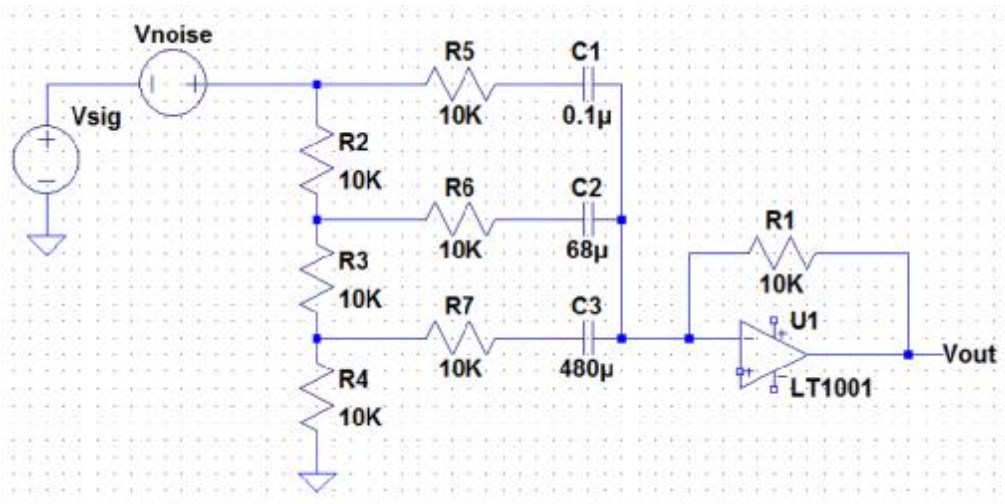 Vnoise
Vsig
R5
10K
C1
0.1µ
R2
10K
R6
10K
C2
68µ
R3
10K
R7
10K
C3
480µ
R4
10K
R1
10K
U1
LT1001
Vout